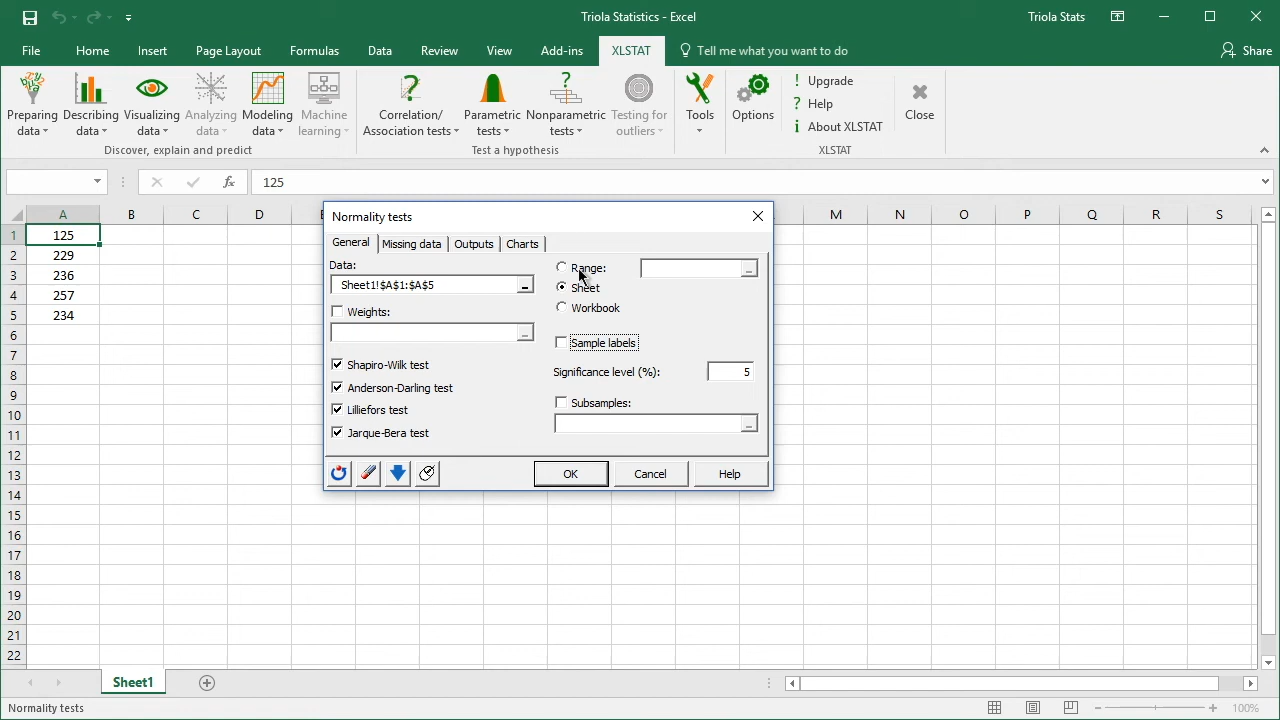 Triola Statistics - Excel
Triola Stats
File Home Insert Page Layout Formulas Data Review View Add-ins XLSTAT Tell me what you want to do Share
Preparing data
Describing data
Visualizing data
Analyzing data
Modeling data
Machine learning
Correlation/ Association tests
Parametric tests
Nonparametric tests
Testing for outliers
Tools
Options
! Upgrade
? Help
i About XLSTAT
Close
Discover, explain and predict
Test a hypothesis
XLSTAT
fx 125
A B C D E M N O P Q R S
1 125
2 229
3 236
4 257
5 234
6
7
8
9
10
11
12
13
14
15
16
17
18
19
20
21
22
Normality tests
General Missing data Outputs Charts
Data:
Sheet1!$A$1:$A$5
Weights:
Shapiro-Wilk test
Anderson-Darling test
Lilliefors test
Jarque-Bera test
Range:
Sheet
Workbook
Sample labels
Significance level (%): 5
Subsamples:
OK Cancel Help
Sheet1
Normality tests
100%